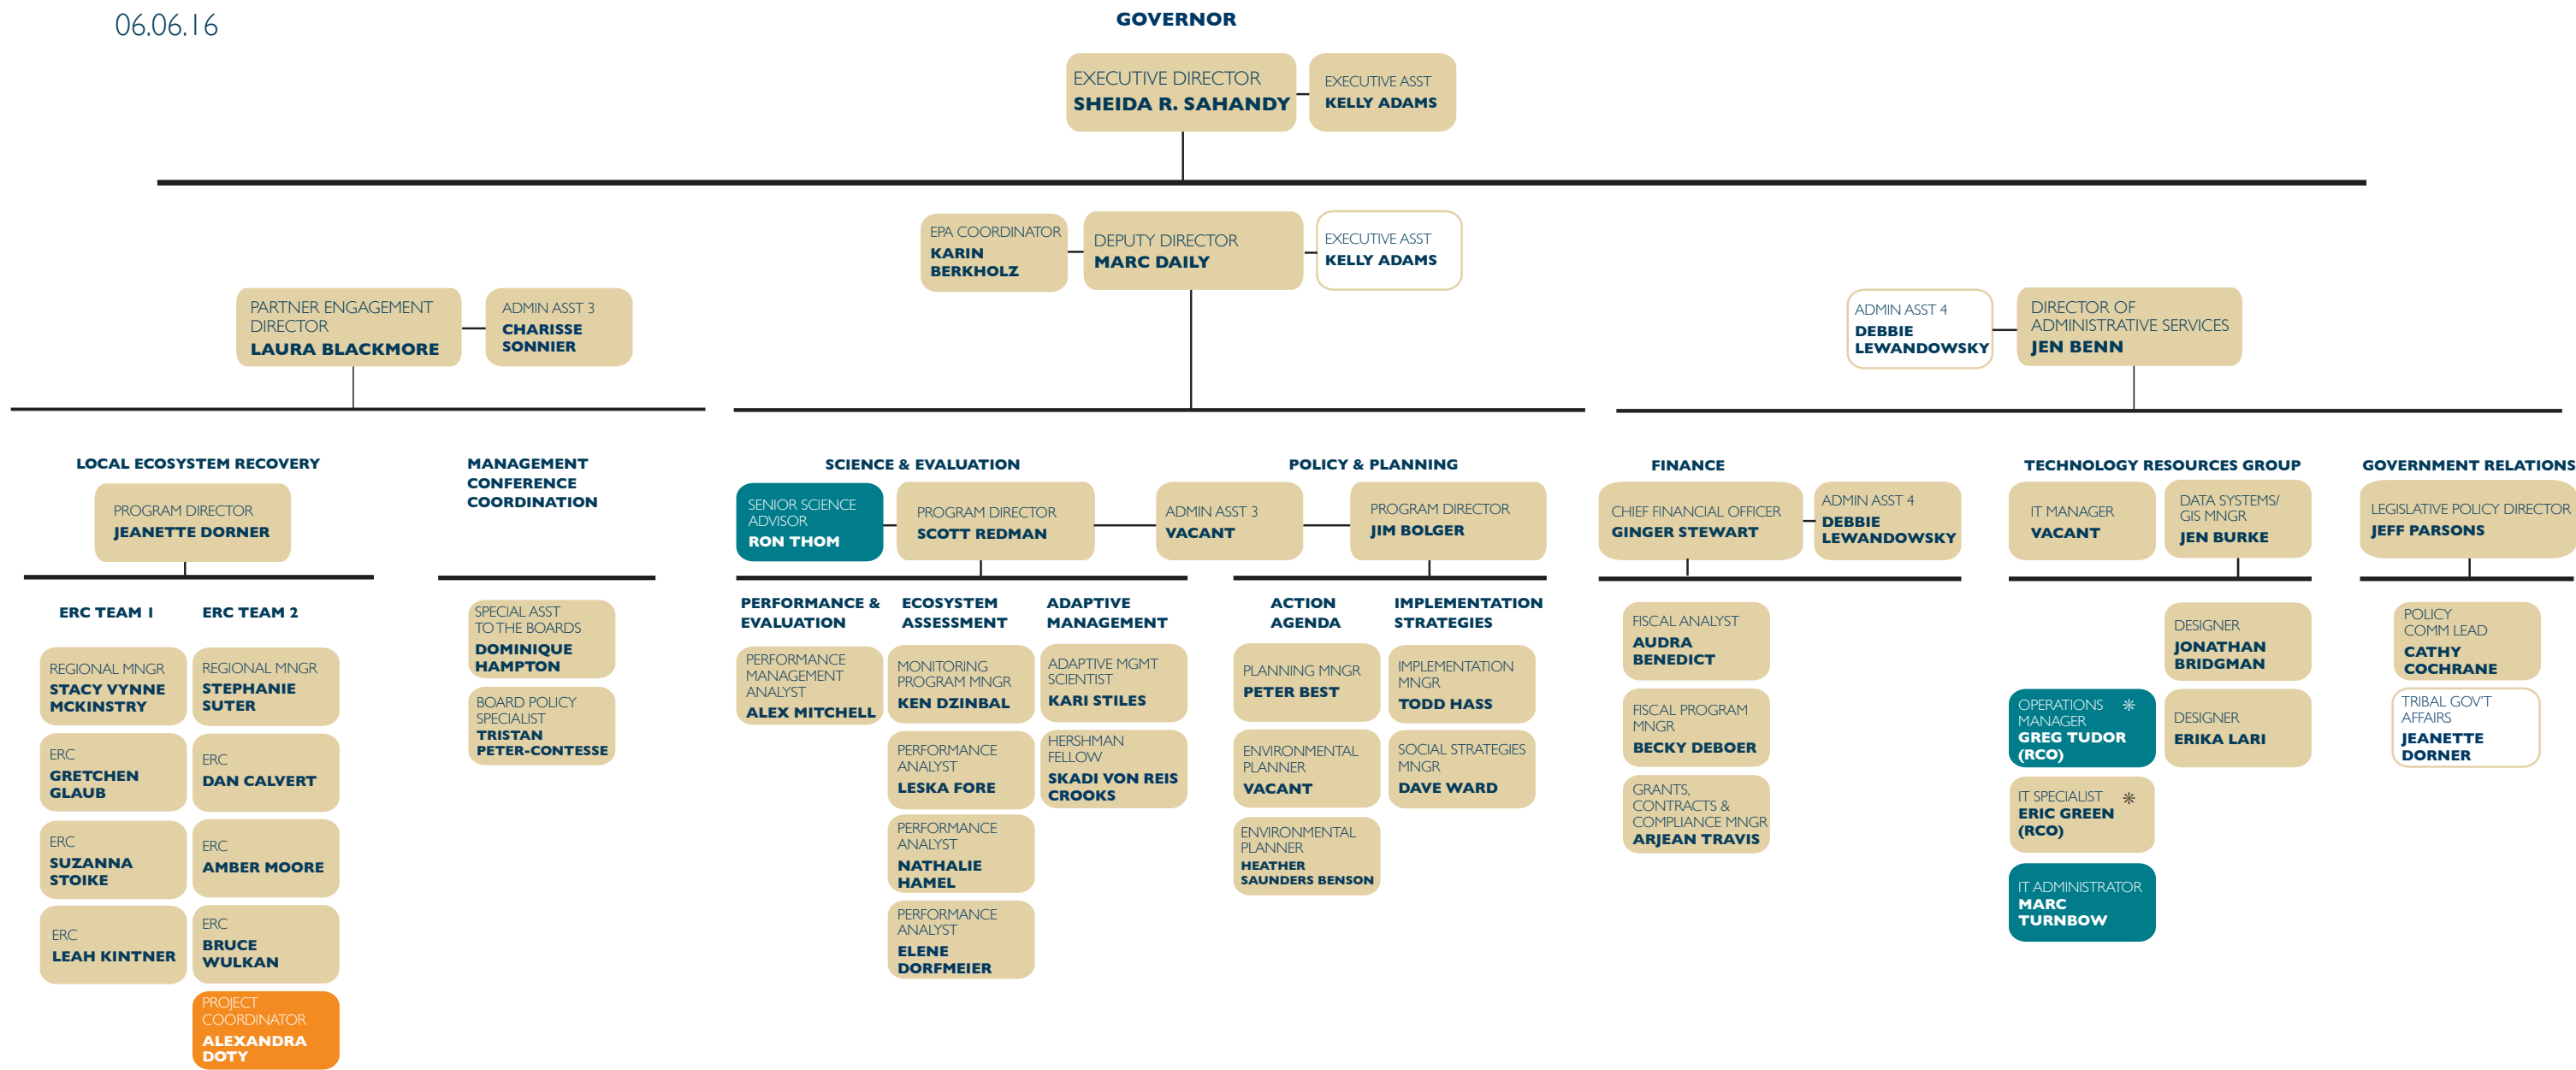 06.06.16
GOVERNOR
EXECUTIVE DIRECTOR
SHEIDA R. SAHANDY
EXECUTIVE ASST
KELLY ADAMS
EPA COORDINATOR
KARIN
BERKHOLZ
DEPUTY DIRECTOR
MARC DAILY
EXECUTIVE ASST
KELLY ADAMS
PARTNER ENGAGEMENT
DIRECTOR
LAURA BLACKMORE
ADMIN ASST 3
CHARISSE
SONNIER
ADMIN ASST 4
DEBBIE
LEWANDOWSKY
DIRECTOR OF
ADMINISTRATIVE SERVICES
JEN BENN
LOCAL ECOSYSTEM RECOVERY
PROGRAM DIRECTOR
JEANETTE DORNER
ERC TEAM 1
REGIONAL MNGR
STACY VYNNE
MCKINSTRY
ERC
GRETCHEN
GLAUB
ERC
SUZANNA
STOIKE
ERC
LEAH KINTNER
ERC TEAM 2
REGIONAL MNGR
STEPHANIE
SUTER
ERC
DAN CALVERT
ERC
AMBER MOORE
ERC
BRUCE
WULKAN
PROJECT
COORDINATOR
ALEXANDRA
DOTY
MANAGEMENT
CONFERENCE
COORDINATION
SPECIAL ASST
TO THE BOARDS
DOMINIQUE
HAMPTON
BOARD POLICY
SPECIALIST
TRISTAN
PETER-CONTESSE
SCIENCE & EVALUATION
SENIOR SCIENCE
ADVISOR
RON THOM
PROGRAM DIRECTOR
SCOTT REDMAN
ADMIN ASST 3
VACANT
POLICY & PLANNING
PROGRAM DIRECTOR
JIM BOLGER
PERFORMANCE &
EVALUATION
PERFORMANCE
MANAGEMENT
ANALYST
ALEX MITCHELL
ECOSYSTEM
ASSESSMENT
MONITORING
PROGRAM MNGR
KEN DZINBAL
PERFORMANCE
ANALYST
LESKA FORE
PERFORMANCE
ANALYST
NATHALIE
HAMEL
PERFORMANCE
ANALYST
ELENE
DORFMEIER
ADAPTIVE
MANAGEMENT
ADAPTIVE MGMT
SCIENTIST
KARI STILES
HERSHMAN
FELLOW
SKADI VON REIS
CROOKS
ACTION
AGENDA
PLANNING MNGR
PETER BEST
ENVIRONMENTAL
PLANNER
VACANT
ENVIRONMENTAL
PLANNER
HEATHER
SAUNDERS BENSON
IMPLEMENTATION
STRATEGIES
IMPLEMENTATION
MNGR
TODD HASS
SOCIAL STRATEGIES
MNGR
DAVE WARD
FINANCE
CHIEF FINANCIAL OFFICER
GINGER STEWART
ADMIN ASST 4
DEBBIE
LEWANDOWSKY
FISCAL ANALYST
AUDRA
BENEDICT
FISCAL PROGRAM
MNGR
BECKY DEBOER
GRANTS,
CONTRACTS &
COMPLIANCE MNGR
ARJEAN TRAVIS
TECHNOLOGY RESOURCES GROUP
IT MANAGER
VACANT
DATA SYSTEMS/
GIS MNGR
JEN BURKE
DESIGNER
JONATHAN
BRIDGMAN
DESIGNER
ERIKA LARI
OPERATIONS ❊
MANAGER
GREG TUDOR
(RCO)
IT SPECIALIST ❊
ERIC GREEN
(RCO)
IT ADMINISTRATOR
MARC
TURNBOW
GOVERNMENT RELATIONS
LEGISLATIVE POLICY DIRECTOR
JEFF PARSONS
POLICY
COMM LEAD
CATHY
COCHRANE
TRIBAL GOV'T
AFFAIRS
JEANETTE
DORNER